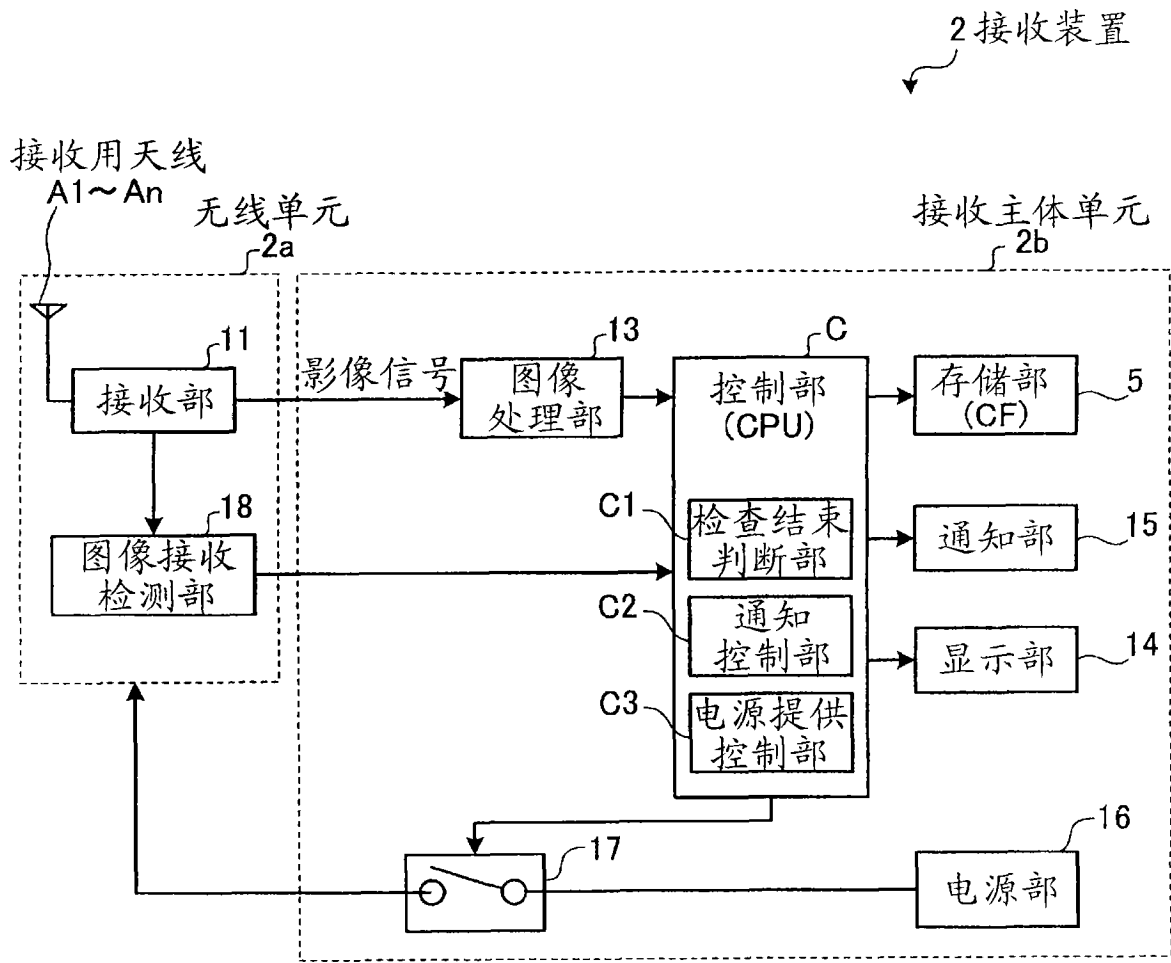 2 接收装置
接收用天线
A1～An
无线单元
2a
接收主体单元
2b
11
接收部
影像信号
13
图像
处理部
C
控制部
(CPU)
存储部
(CF)
5
18
图像接收
检测部
C1
检查结束
判断部
通知部
15
C2
通知
控制部
显示部
14
C3
电源提供
控制部
17
16
电源部